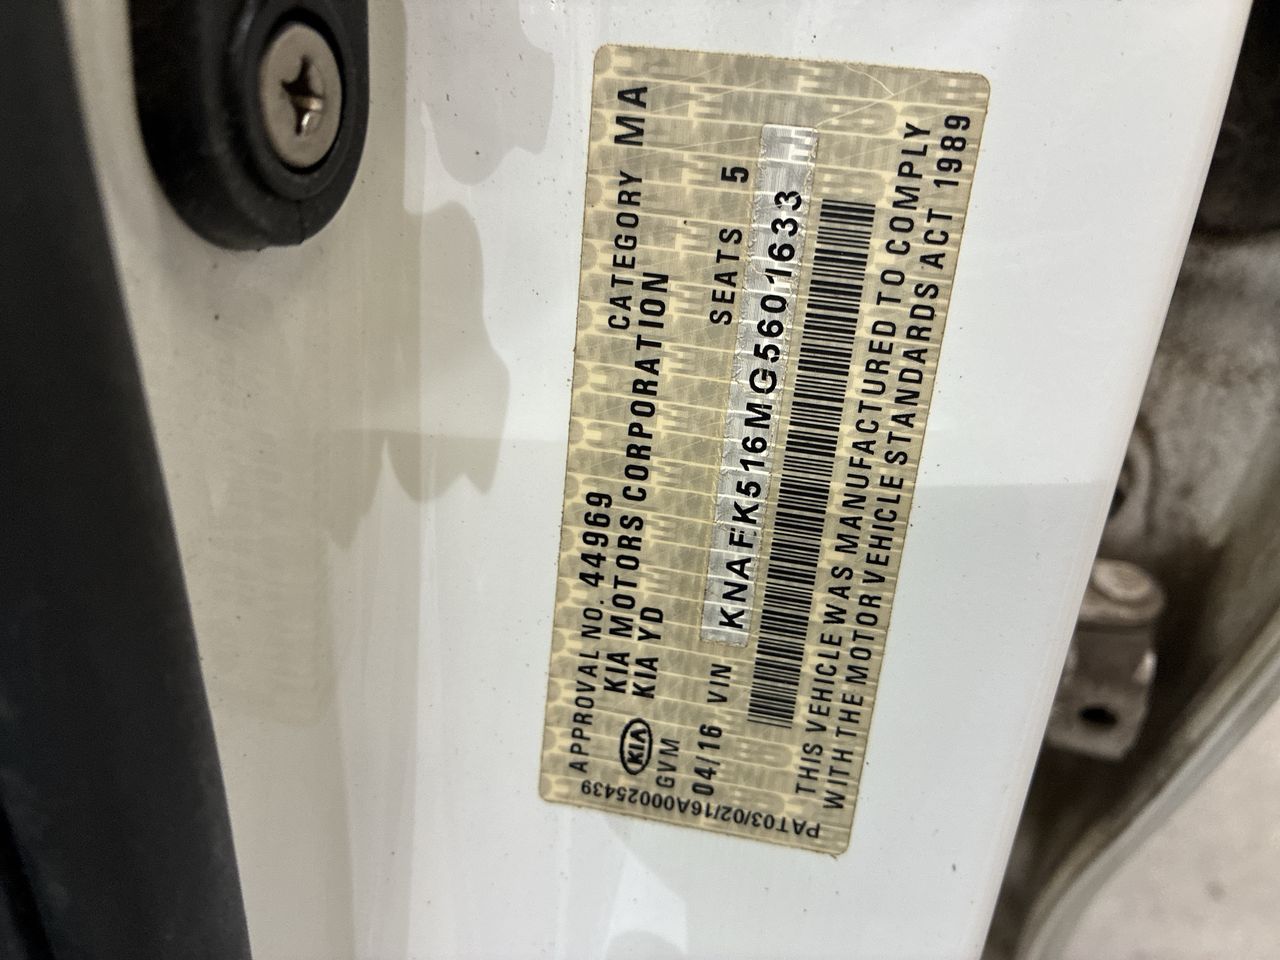 APPROVAL NO. 44969 CATEGORY MA
KIA MOTORS CORPORATION
KIA KIA YD
GVM SEATS 5
04/16 VIN KNAFK516MG5601633
THIS VEHICLE WAS MANUFACTURED TO COMPLY
WITH THE MOTOR VEHICLE STANDARDS ACT 1989
PAT03/02/16A00025439